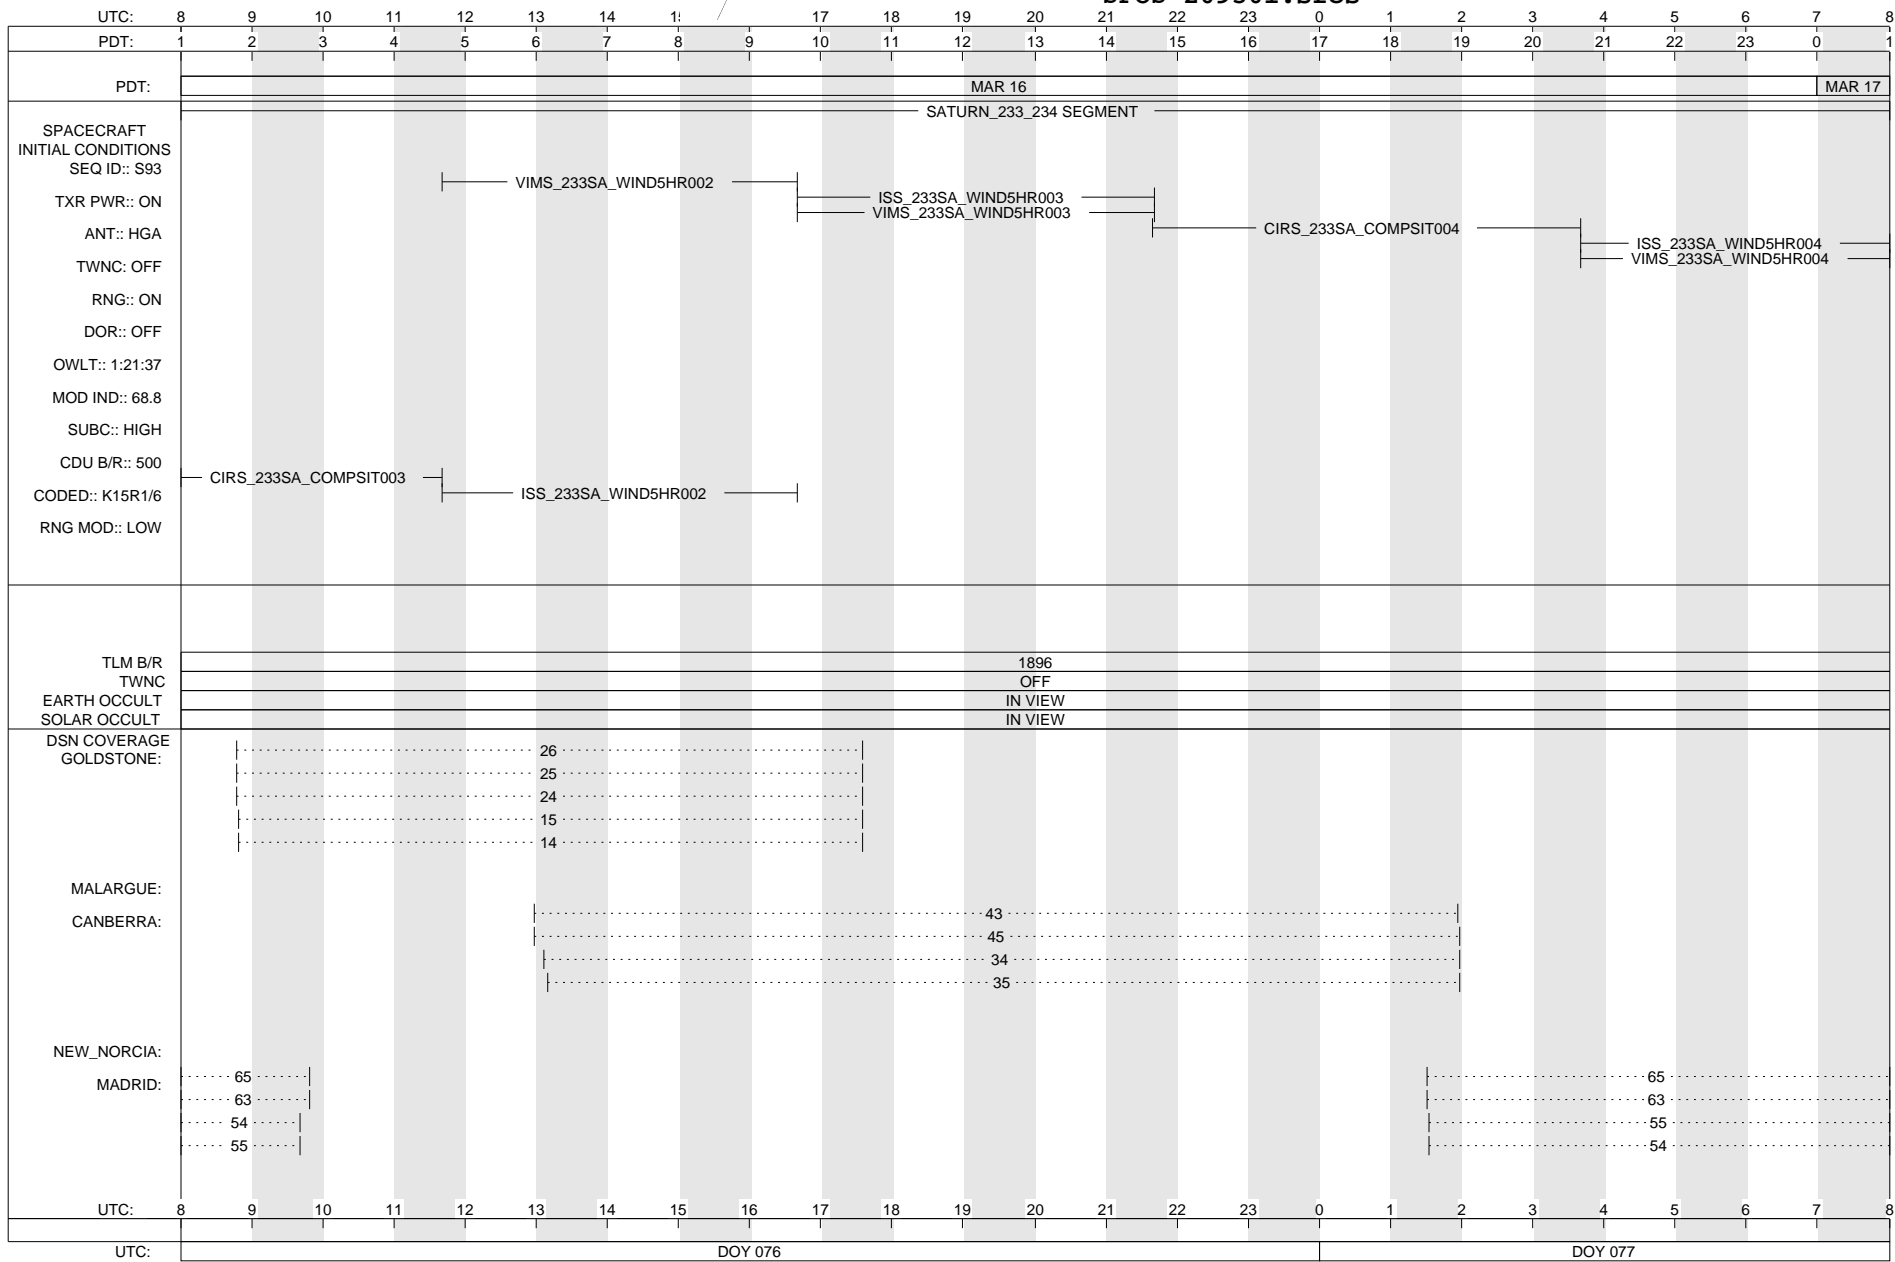 UTC: 8 9 10 11 12 13 14 17 18 19 20 21 22 23 0 1 2 3 4 5 6 7 8
PDT: 1 2 3 4 5 6 7 8 9 10 11 12 13 14 15 16 17 18 19 20 21 22 23 0 1
PDT: MAR 16 MAR 17
SATURN_233_234 SEGMENT
SPACECRAFT
INITIAL CONDITIONS
SEQ ID:: S93
VIMS_233SA_WIND5HR002
TXR PWR:: ON
ISS_233SA_WIND5HR003
VIMS_233SA_WIND5HR003
ANT:: HGA
CIRS_233SA_COMPSIT004
ISS_233SA_WIND5HR004
VIMS_233SA_WIND5HR004
TWNC: OFF
RNG:: ON
DOR:: OFF
OWLT:: 1:21:37
MOD IND:: 68.8
SUBC:: HIGH
CDU B/R:: 500
CIRS_233SA_COMPSIT003
CODED:: K15R1/6
ISS_233SA_WIND5HR002
RNG MOD:: LOW
TLM B/R 1896
TWNC OFF
EARTH OCCULT IN VIEW
SOLAR OCCULT IN VIEW
DSN COVERAGE
GOLDSTONE:
26
25
24
15
14
MALARGUE:
CANBERRA:
43
45
34
35
NEW_NORCIA:
MADRID:
65 65
63 63
54 55
55 54
UTC: 8 9 10 11 12 13 14 15 16 17 18 19 20 21 22 23 0 1 2 3 4 5 6 7 8
UTC: DOY 076 DOY 077